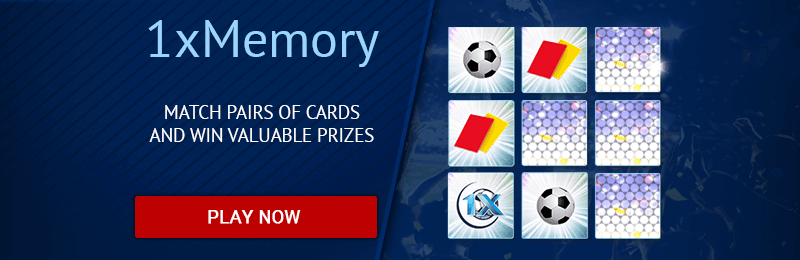 1xMemory
MATCH PAIRS OF CARDS
AND WIN VALUABLE PRIZES
PLAY NOW
1X